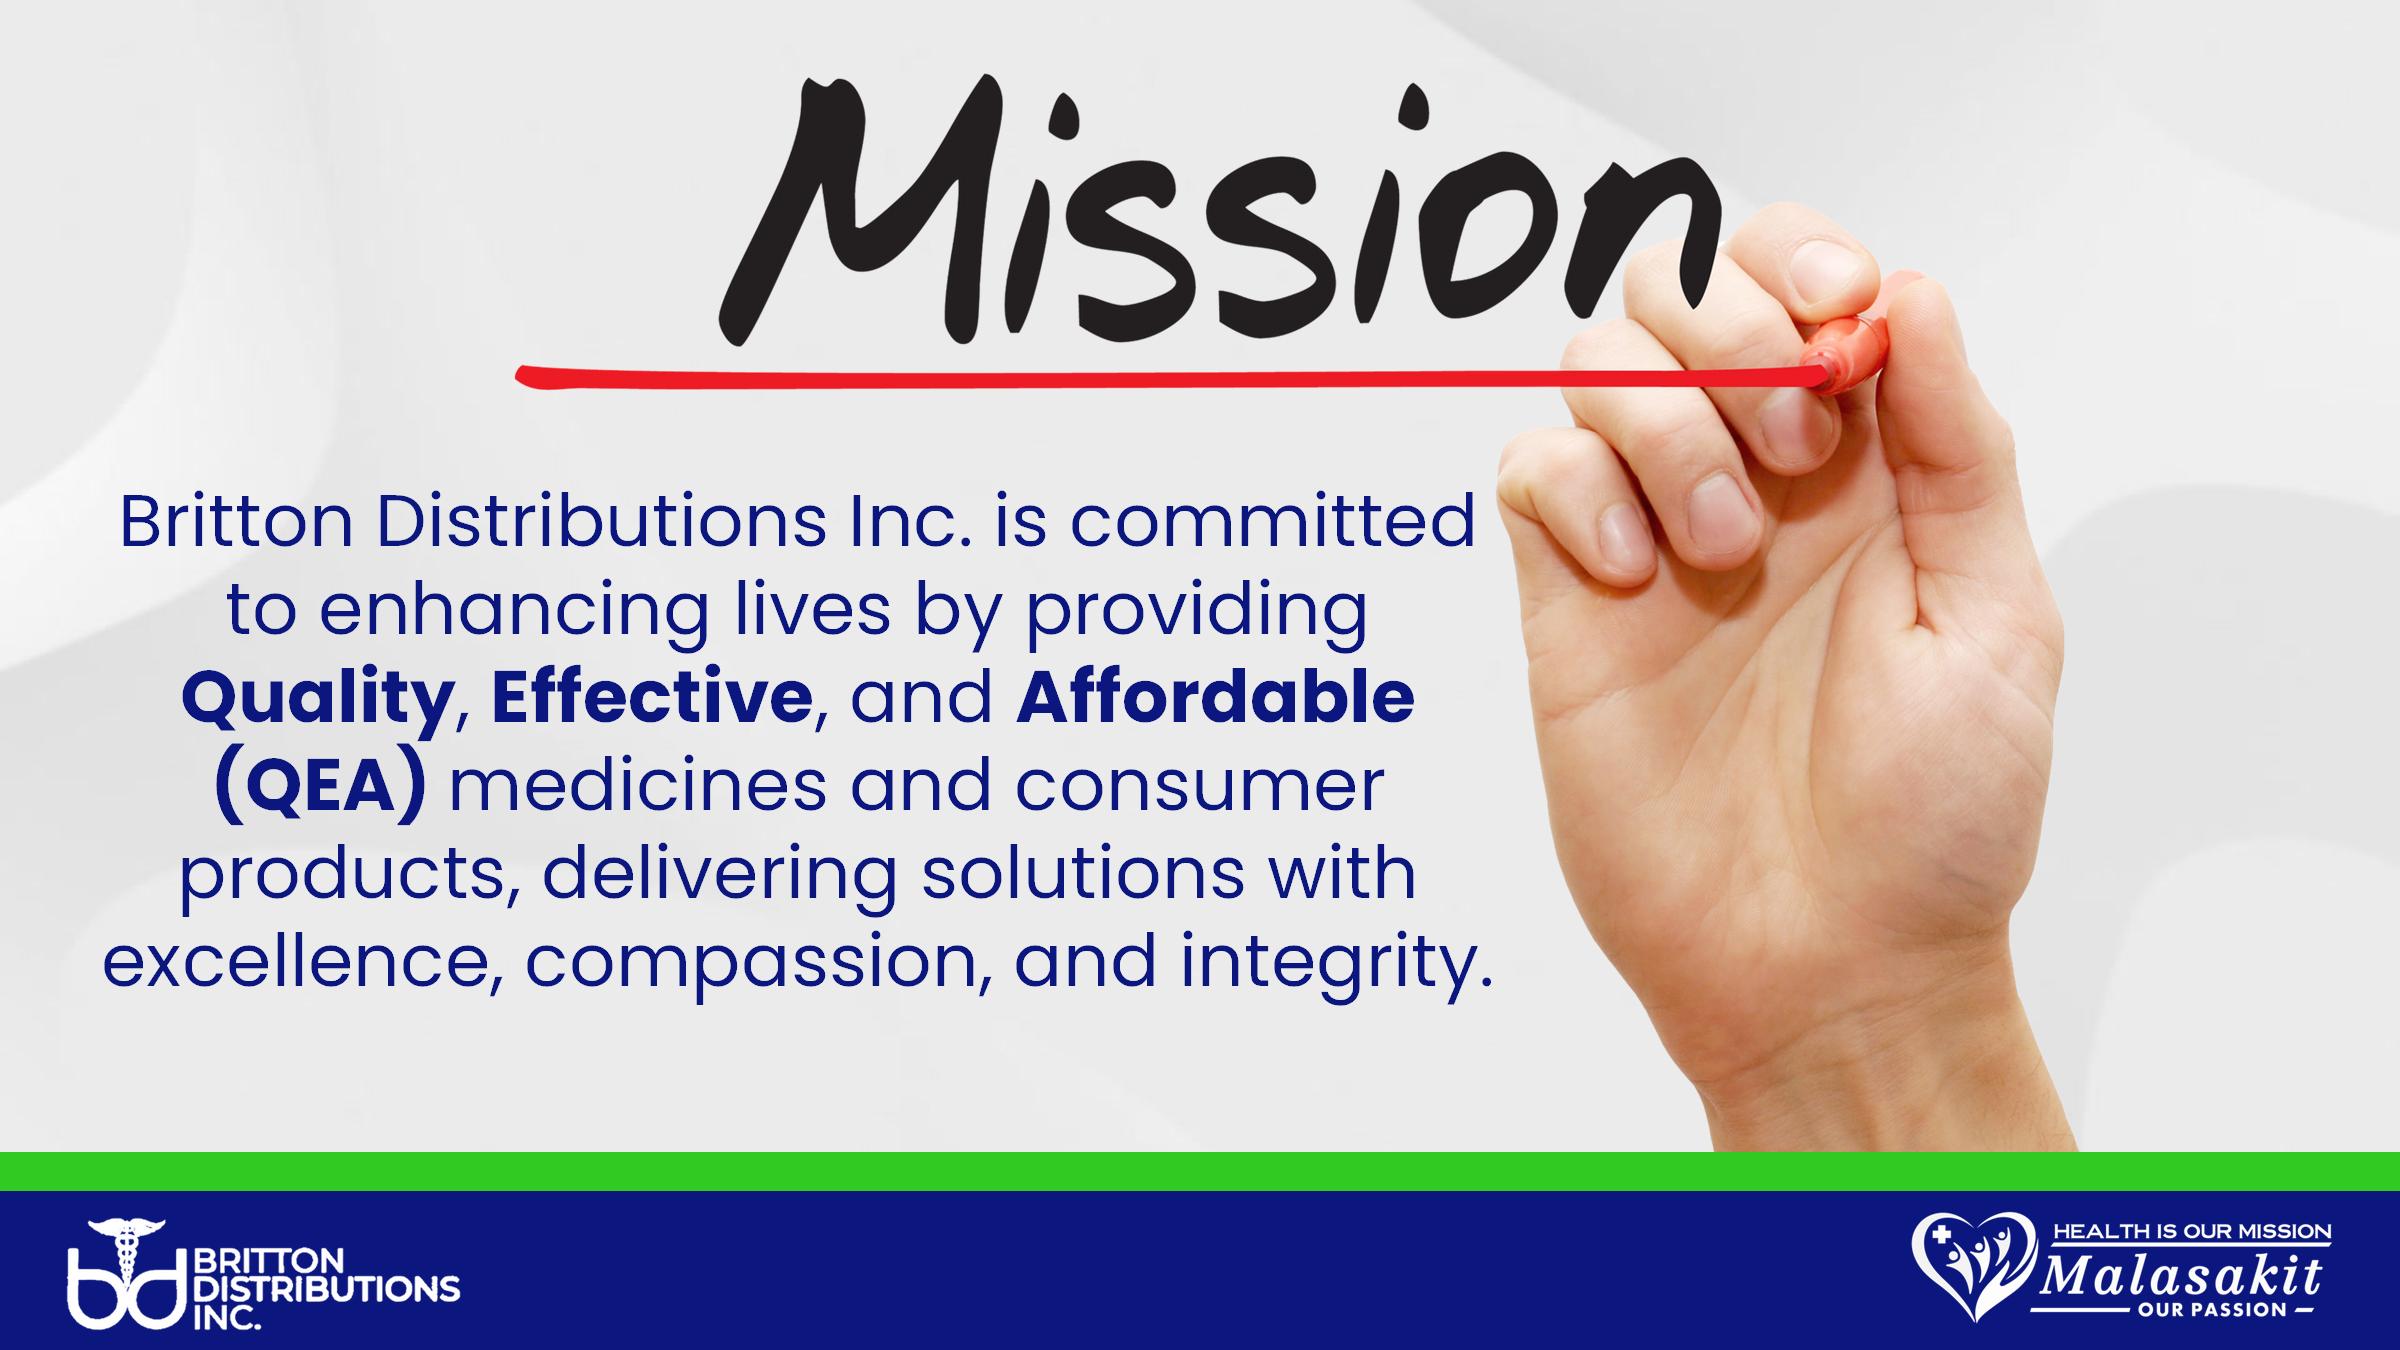 Mission
Britton Distributions Inc. is committed
to enhancing lives by providing
Quality, Effective, and Affordable
(QEA) medicines and consumer
products, delivering solutions with
excellence, compassion, and integrity.
bd
BRITTON
DISTRIBUTIONS
INC.
HEALTH IS OUR MISSION
Malasakit
OUR PASSION